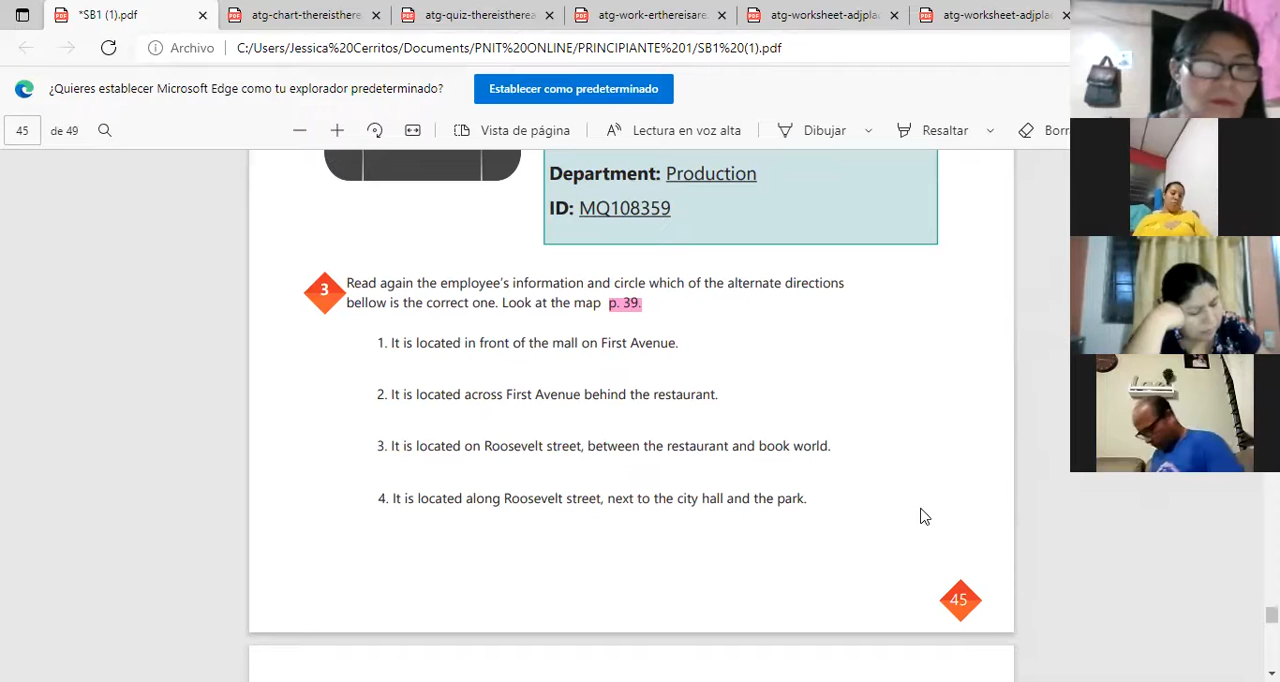 *SB1 (1).pdf
atg-chart-thereisthere
atg-quiz-thereistherea
atg-work-erthereisare.
atg-worksheet-adjpla
atg-worksheet-adjpla
Archivo
C:/Users/Jessica%20Cerritos/Documents/PNIT%20ONLINE/PRINCIPIANTE%201/SB1%20(1).pdf
¿Quieres establecer Microsoft Edge como tu explorador predeterminado?
Establecer como predeterminado
45
de 49
Vista de página
Lectura en voz alta
Dibujar
Resaltar
Borr
Department: Production
ID: MQ108359
3
Read again the employee's information and circle which of the alternate directions
bellow is the correct one. Look at the map p. 39.
1. It is located in front of the mall on First Avenue.
2. It is located across First Avenue behind the restaurant.
3. It is located on Roosevelt street, between the restaurant and book world.
4. It is located along Roosevelt street, next to the city hall and the park.
45